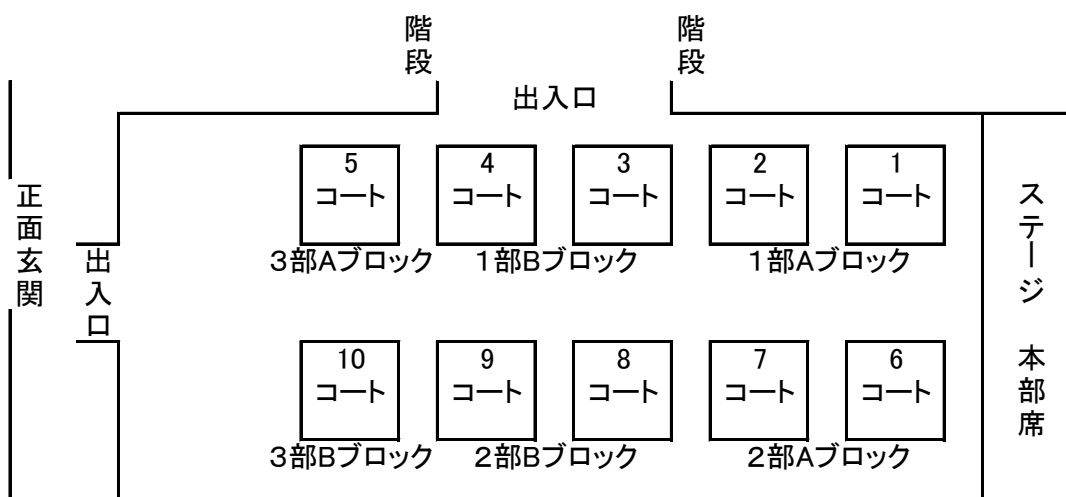 階段
階段
出入口
5
コート
4
コート
3
コート
2
コート
1
コート
正面玄関
出入口
3部Aブロック
1部Bブロック
1部Aブロック
ステージ 本部席
10
コート
9
コート
8
コート
7
コート
6
コート
3部Bブロック
2部Bブロック
2部Aブロック